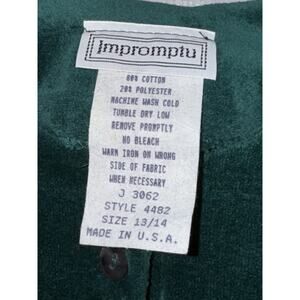 Impromptu
80% COTTON
20% POLYESTER
MACHINE WASH COLD
TUMBLE DRY LOW
REMOVE PROMPTLY
NO BLEACH
WARM IRON ON WRONG
SIDE OF FABRIC
WHEN NECESSARY
J 3062
STYLE 4482
SIZE 13/14
MADE IN U.S.A.